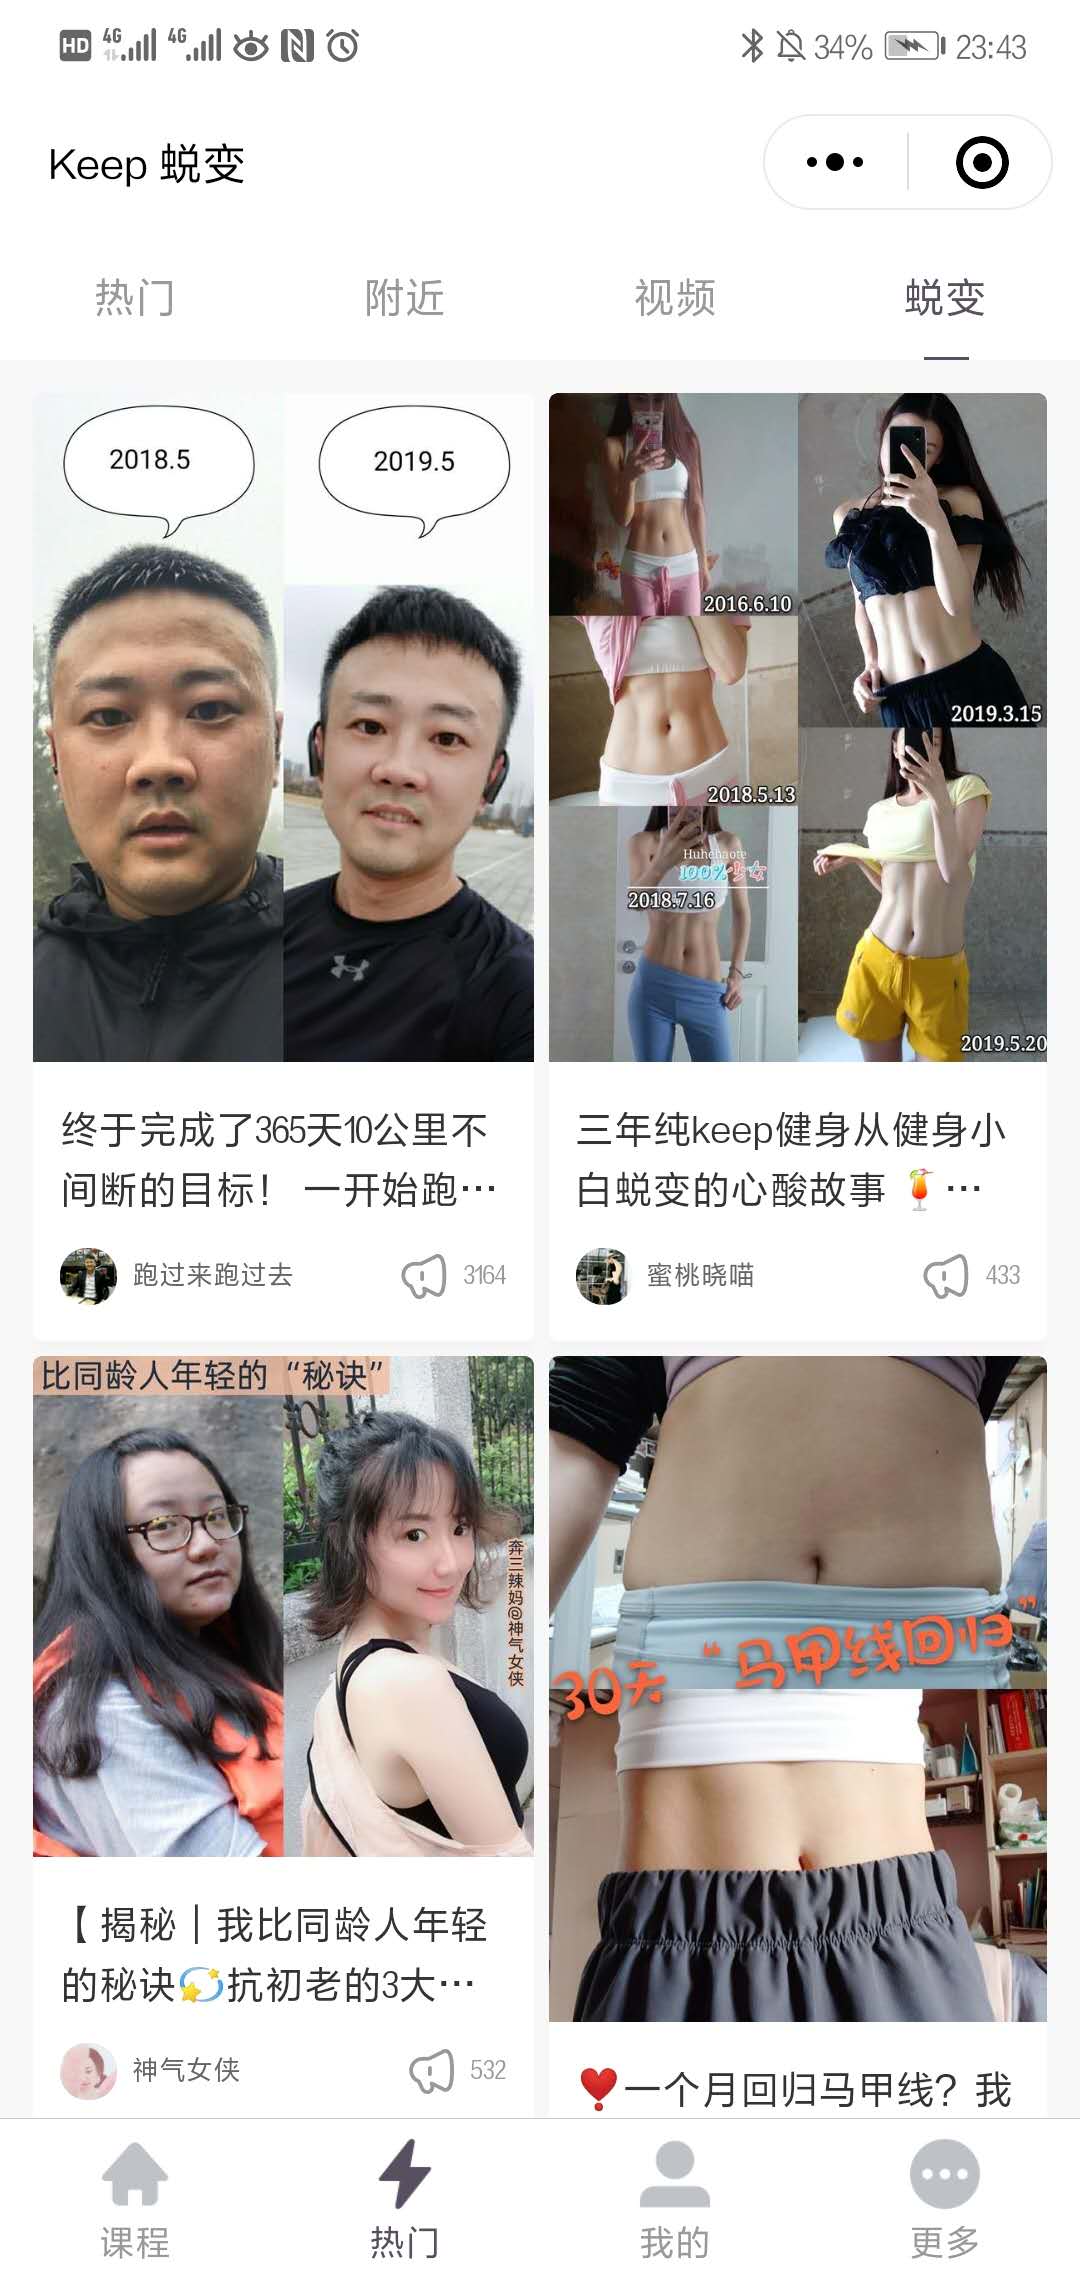 HD 4G 4G 34% 23:43
Keep 蜕变
热门 附近 视频 蜕变
2018.5
2019.5
2016.6.10
2018.5.13
Huhehaote
100%少女
2018.7.16
2019.3.15
2019.5.20
终于完成了365天10公里不
间断的目标！ 一开始跑…
跑过来跑过去 3164
三年纯keep健身从健身小
白蜕变的心酸故事🍹…
蜜桃晓喵 433
比同龄人年轻的“秘诀”
奔三辣妈@神气女侠
【揭秘｜我比同龄人年轻
的秘诀💫抗初老的3大…
神气女侠 532
30天“马甲线回归”
❣️一个月回归马甲线？我
课程 热门 我的 更多